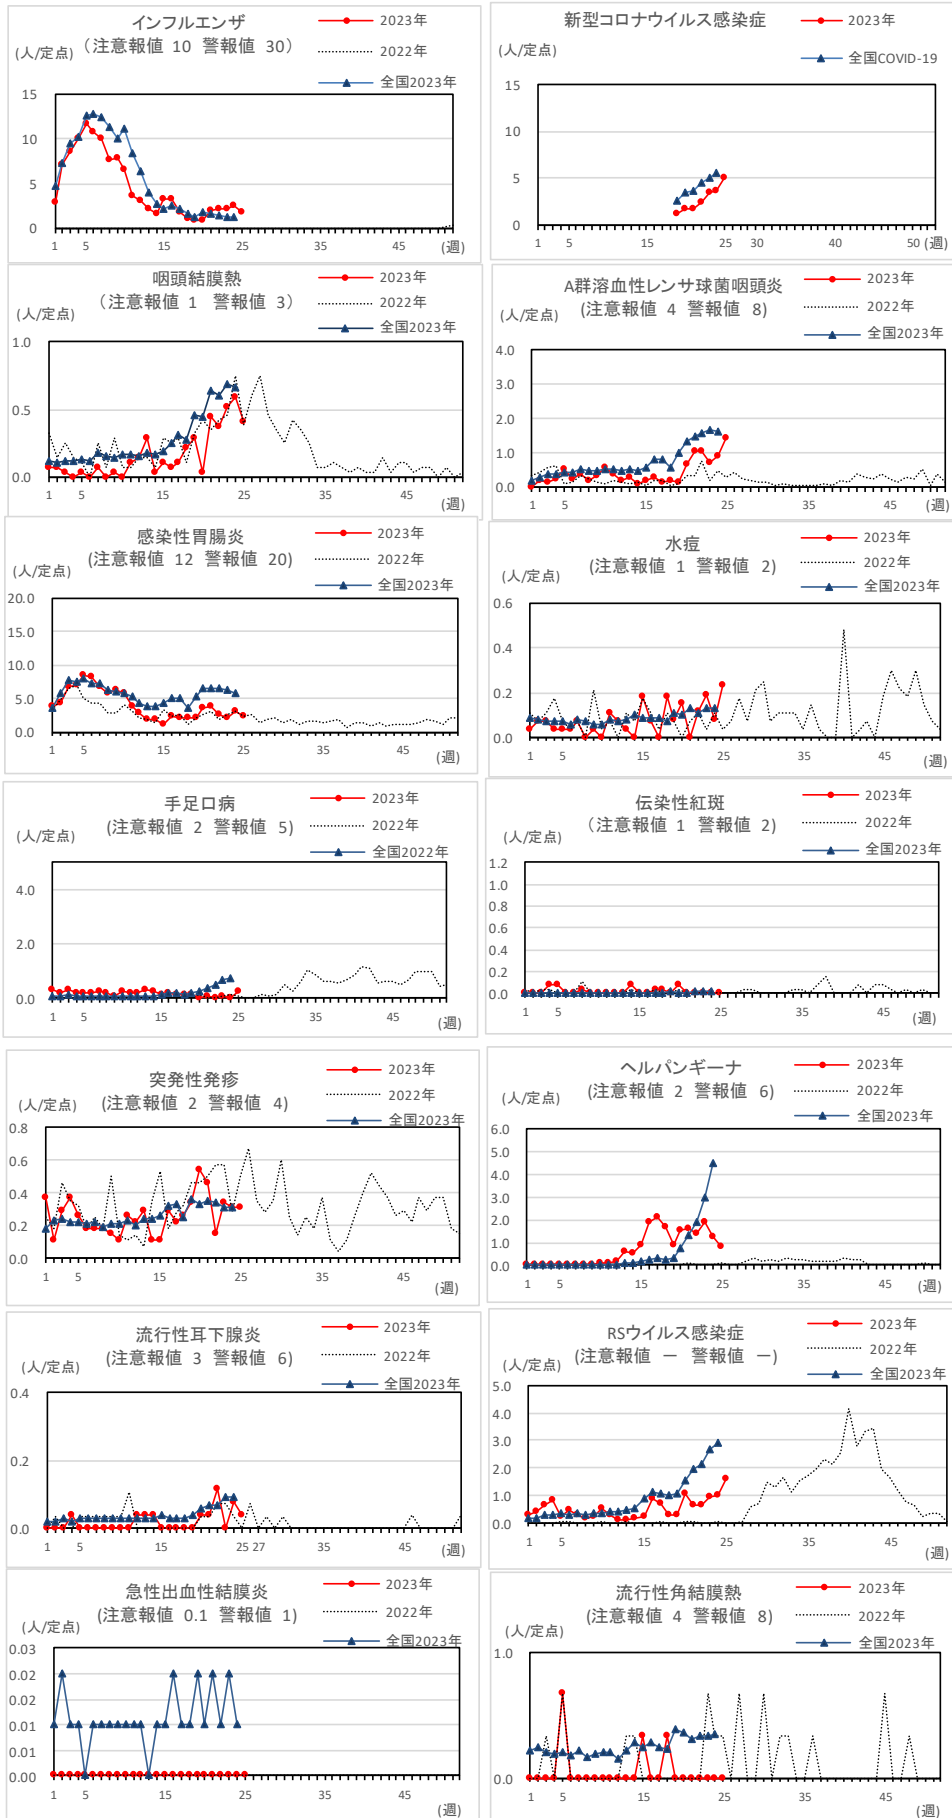 インフルエンザ
（注意報値 10 警報値 30）
(人/定点)
2023年
2022年
全国2023年
15
10
5
0
1 5 15 25 35 45
(週)
新型コロナウイルス感染症
(人/定点)
2023年
全国COVID-19
15
10
5
0
1 5 15 25 30 40 50
(週)
咽頭結膜熱
（注意報値 1 警報値 3）
(人/定点)
2023年
2022年
全国2023年
1.0
0.5
0.0
1 5 15 25 35 45
(週)
A群溶血性レンサ球菌咽頭炎
(注意報値 4 警報値 8)
(人/定点)
2023年
2022年
全国2023年
4.0
3.0
2.0
1.0
0.0
1 5 15 25 35 45
(週)
感染性胃腸炎
(注意報値 12 警報値 20)
(人/定点)
2023年
2022年
全国2023年
20.0
15.0
10.0
5.0
0.0
1 5 15 25 35 45
(週)
水痘
(注意報値 1 警報値 2)
(人/定点)
2023年
2022年
全国2023年
0.6
0.4
0.2
0.0
1 5 15 25 35 45
(週)
手足口病
(注意報値 2 警報値 5)
(人/定点)
2023年
2022年
全国2022年
4.0
2.0
0.0
1 5 15 25 35 45
(週)
伝染性紅斑
（注意報値 1 警報値 2）
(人/定点)
2023年
2022年
全国2023年
1.2
1.0
0.8
0.6
0.4
0.2
0.0
1 5 15 25 35 45
(週)
突発性発疹
(注意報値 2 警報値 4)
(人/定点)
2023年
2022年
全国2023年
0.8
0.6
0.4
0.2
0.0
1 5 15 25 35 45
(週)
ヘルパンギーナ
(注意報値 2 警報値 6)
(人/定点)
2023年
2022年
全国2023年
6.0
5.0
4.0
3.0
2.0
1.0
0.0
1 5 15 25 35 45
(週)
流行性耳下腺炎
(注意報値 3 警報値 6)
(人/定点)
2023年
2022年
全国2023年
0.4
0.2
0.0
1 5 15 25 27 35 45
(週)
RSウイルス感染症
(注意報値 ー 警報値 ー)
(人/定点)
2023年
2022年
全国2023年
5.0
4.0
3.0
2.0
1.0
0.0
1 5 15 25 35 45
(週)
急性出血性結膜炎
(注意報値 0.1 警報値 1)
(人/定点)
2023年
2022年
全国2023年
0.03
0.02
0.02
0.01
0.01
0.00
1 5 15 25 35 45
(週)
流行性角結膜熱
(注意報値 4 警報値 8)
(人/定点)
2023年
2022年
全国2023年
1.0
0.0
1 5 15 25 35 45
(週)